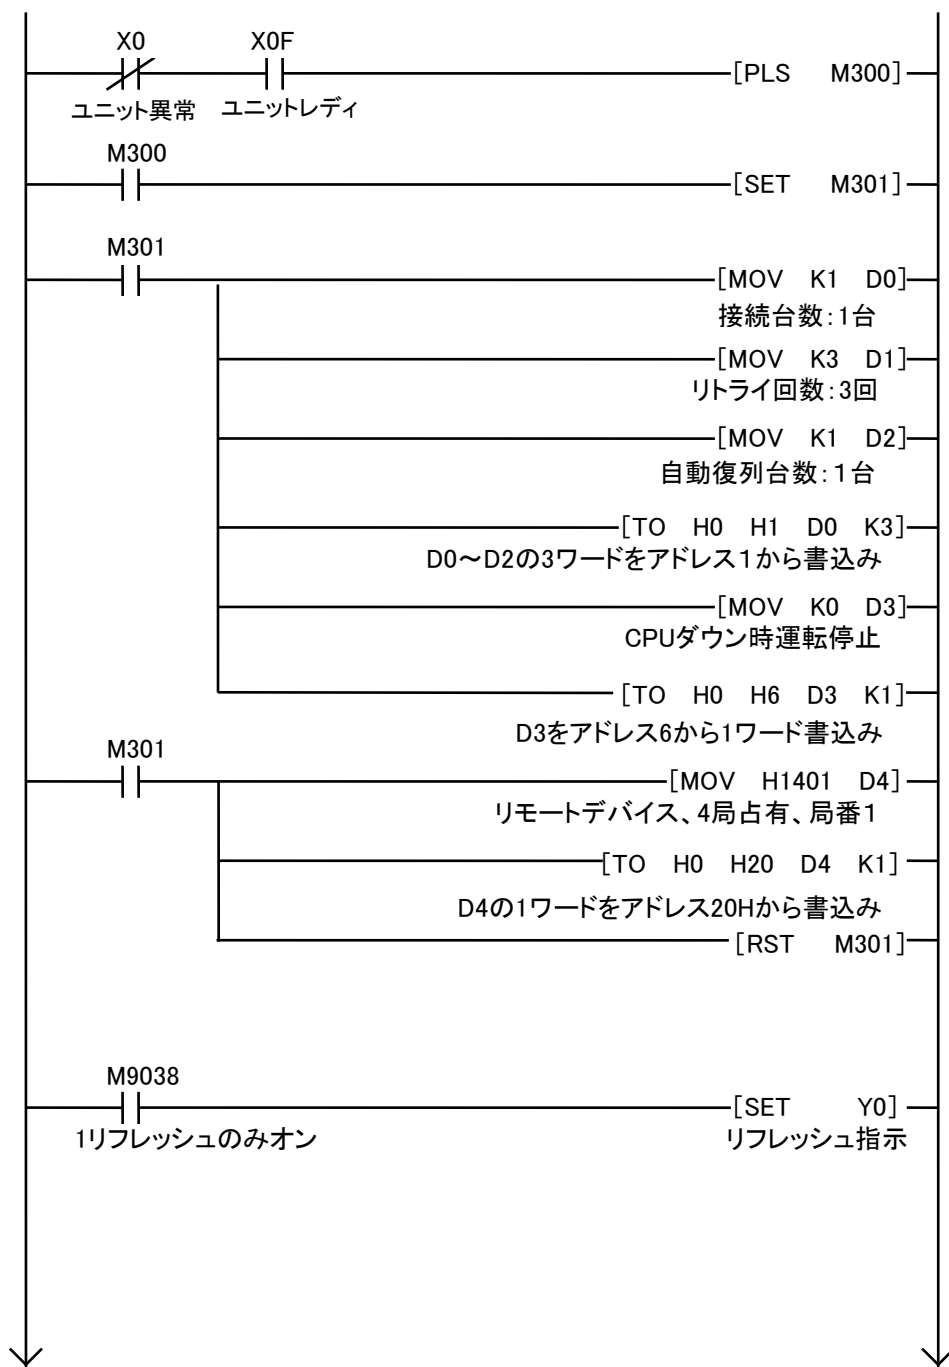 X0 X0F
[PLS M300]
ユニット異常 ユニットレディ
M300
[SET M301]
M301
[MOV K1 D0]
接続台数:1台
[MOV K3 D1]
リトライ回数:3回
[MOV K1 D2]
自動復列台数:１台
[TO H0 H1 D0 K3]
D0～D2の3ワードをアドレス１から書込み
[MOV K0 D3]
CPUダウン時運転停止
[TO H0 H6 D3 K1]
D3をアドレス6から1ワード書込み
M301
[MOV H1401 D4]
リモートデバイス、4局占有、局番１
[TO H0 H20 D4 K1]
D4の1ワードをアドレス20Hから書込み
[RST M301]
M9038
[SET Y0]
1リフレッシュのみオン リフレッシュ指示